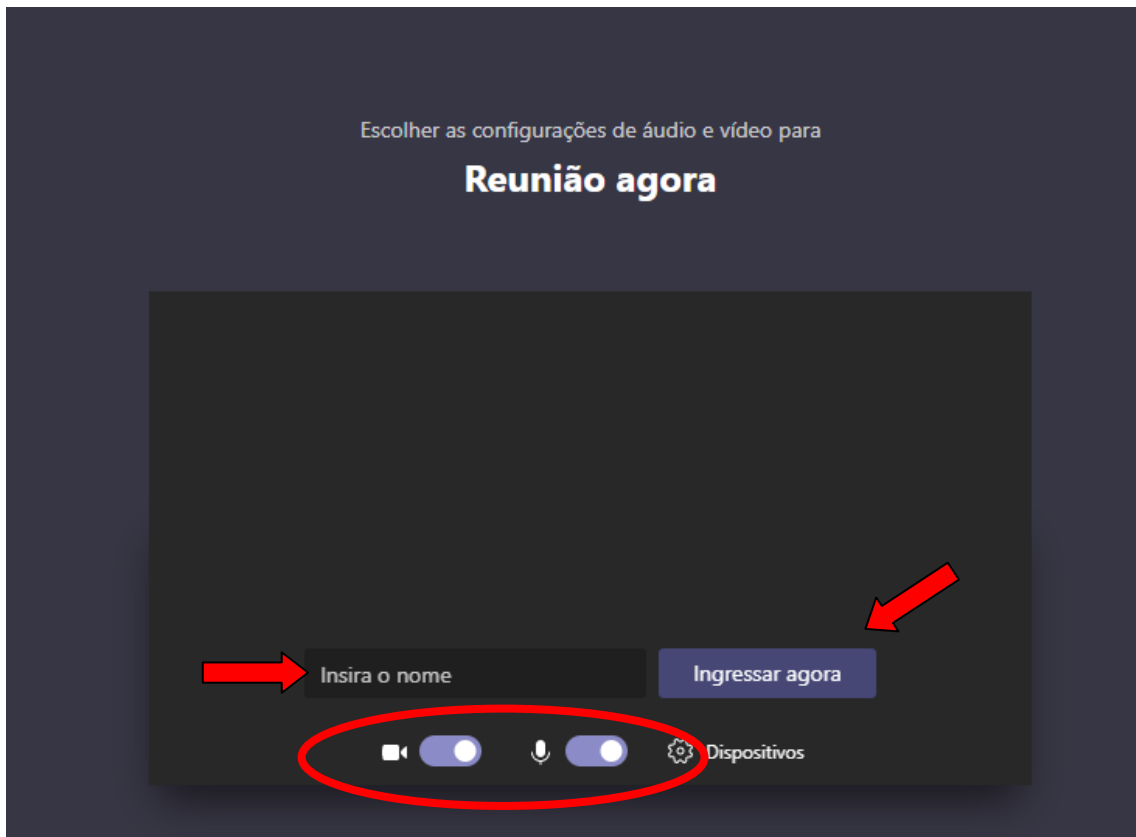 Escolher as configurações de áudio e vídeo para
Reunião agora
Insira o nome
Ingressar agora
Dispositivos